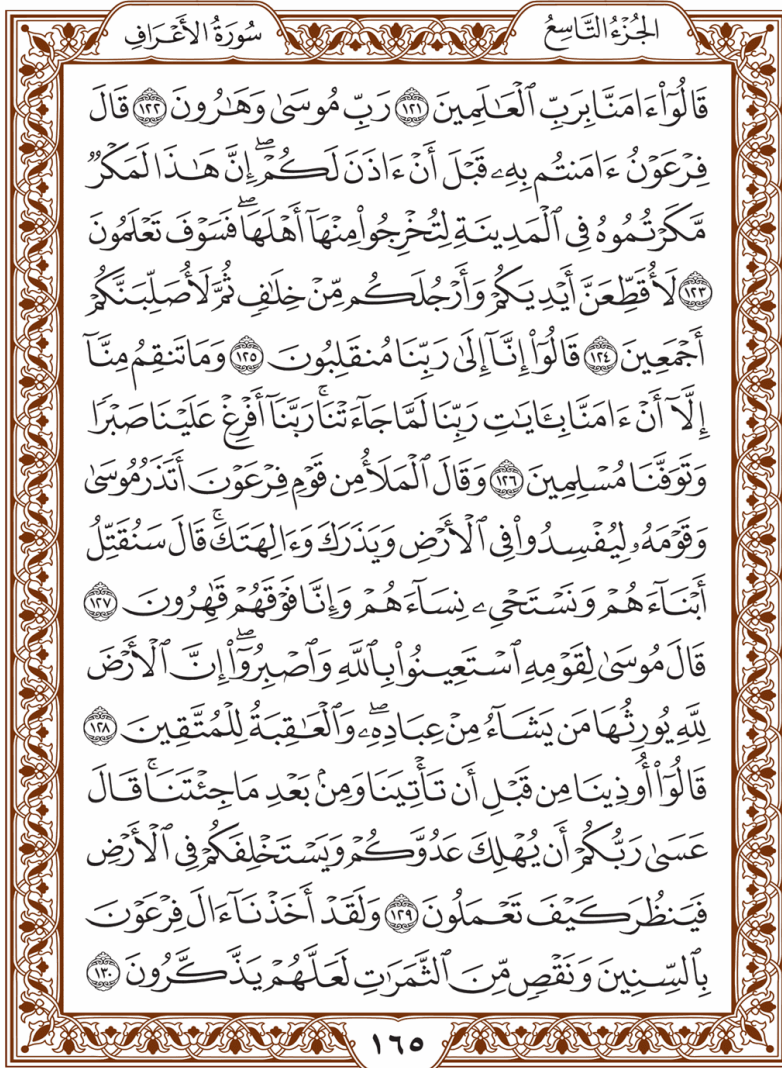 الجُزْءُ التَّاسِعُ
سُورَةُ الأَعْرَافِ
قَالُوٓا۟ ءَامَنَّا بِرَبِّ ٱلْعَٰلَمِينَ ١٢١ رَبِّ مُوسَىٰ وَهَٰرُونَ ١٢٢ قَالَ
فِرْعَوْنُ ءَامَنتُم بِهِۦ قَبْلَ أَنْ ءَاذَنَ لَكُمْ ۖ إِنَّ هَٰذَا لَمَكْرٌ
مَّكَرْتُمُوهُ فِى ٱلْمَدِينَةِ لِتُخْرِجُوا۟ مِنْهَآ أَهْلَهَا ۖ فَسَوْفَ تَعْلَمُونَ
١٢٣ لَأُقَطِّعَنَّ أَيْدِيَكُمْ وَأَرْجُلَكُم مِّنْ خِلَٰفٍ ثُمَّ لَأُصَلِّبَنَّكُمْ
أَجْمَعِينَ ١٢٤ قَالُوٓا۟ إِنَّآ إِلَىٰ رَبِّنَا مُنقَلِبُونَ ١٢٥ وَمَا تَنقِمُ مِنَّآ
إِلَّآ أَنْ ءَامَنَّا بِـَٔايَٰتِ رَبِّنَا لَمَّا جَآءَتْنَا ۚ رَبَّنَآ أَفْرِغْ عَلَيْنَا صَبْرًا
وَتَوَفَّنَا مُسْلِمِينَ ١٢٦ وَقَالَ ٱلْمَلَأُ مِن قَوْمِ فِرْعَوْنَ أَتَذَرُ مُوسَىٰ
وَقَوْمَهُۥ لِيُفْسِدُوا۟ فِى ٱلْأَرْضِ وَيَذَرَكَ وَءَالِهَتَكَ ۚ قَالَ سَنُقَتِّلُ
أَبْنَآءَهُمْ وَنَسْتَحْىِۦ نِسَآءَهُمْ وَإِنَّا فَوْقَهُمْ قَٰهِرُونَ ١٢٧
قَالَ مُوسَىٰ لِقَوْمِهِ ٱسْتَعِينُوا۟ بِٱللَّهِ وَٱصْبِرُوٓا۟ ۖ إِنَّ ٱلْأَرْضَ
لِلَّهِ يُورِثُهَا مَن يَشَآءُ مِنْ عِبَادِهِۦ ۖ وَٱلْعَٰقِبَةُ لِلْمُتَّقِينَ ١٢٨
قَالُوٓا۟ أُوذِينَا مِن قَبْلِ أَن تَأْتِيَنَا وَمِنۢ بَعْدِ مَا جِئْتَنَا ۚ قَالَ
عَسَىٰ رَبُّكُمْ أَن يُهْلِكَ عَدُوَّكُمْ وَيَسْتَخْلِفَكُمْ فِى ٱلْأَرْضِ
فَيَنظُرَ كَيْفَ تَعْمَلُونَ ١٢٩ وَلَقَدْ أَخَذْنَآ ءَالَ فِرْعَوْنَ
بِٱلسِّنِينَ وَنَقْصٍ مِّنَ ٱلثَّمَرَٰتِ لَعَلَّهُمْ يَذَّكَّرُونَ ١٣٠
١٦٥